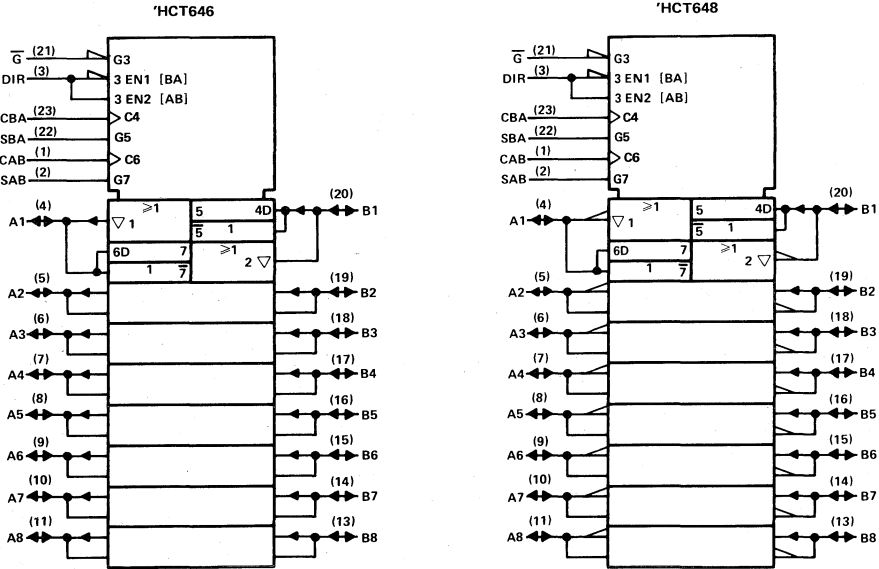 'HCT646
G̅ (21) G3
DIR (3) 3 EN1 [BA]
3 EN2 [AB]
CBA (23) C4
SBA (22) G5
CAB (1) C6
SAB (2) G7
A1 (4) ▽ 1 ≥1 5 4D (20) B1
5̅ 1
6D 7 ≥1
1 7̅ 2 ▽
A2 (5) (19) B2
A3 (6) (18) B3
A4 (7) (17) B4
A5 (8) (16) B5
A6 (9) (15) B6
A7 (10) (14) B7
A8 (11) (13) B8
'HCT648
G̅ (21) G3
DIR (3) 3 EN1 [BA]
3 EN2 [AB]
CBA (23) C4
SBA (22) G5
CAB (1) C6
SAB (2) G7
A1 (4) ▽ 1 ≥1 5 4D (20) B1
5̅ 1
6D 7 ≥1
1 7̅ 2 ▽
A2 (5) (19) B2
A3 (6) (18) B3
A4 (7) (17) B4
A5 (8) (16) B5
A6 (9) (15) B6
A7 (10) (14) B7
A8 (11) (13) B8